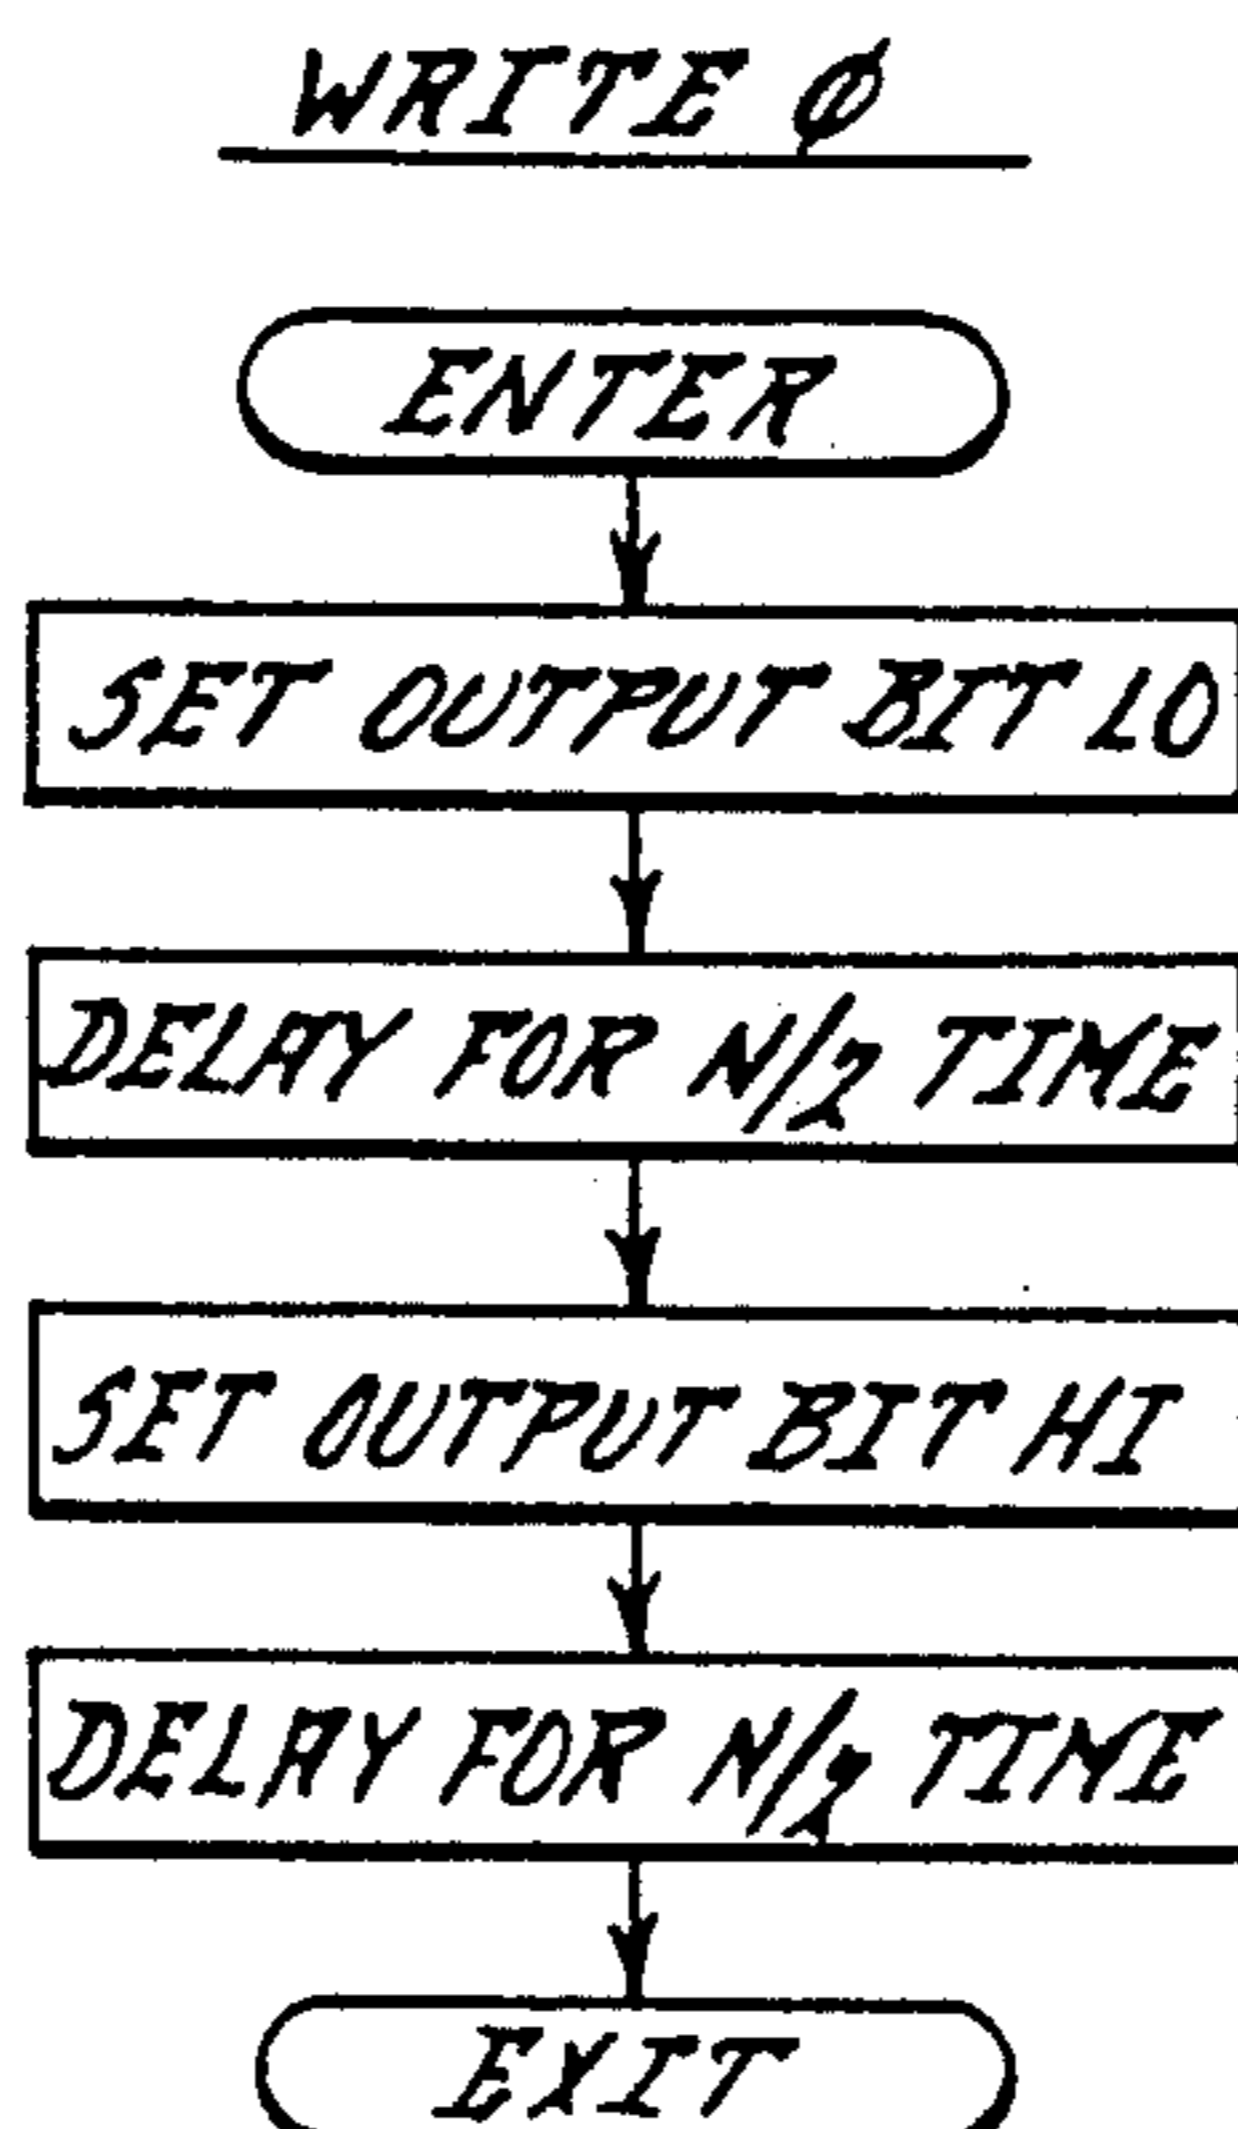 WRITE Ø
ENTER
SET OUTPUT BIT LO
DELAY FOR N/2 TIME
SET OUTPUT BIT HI
DELAY FOR N/2 TIME
EXIT